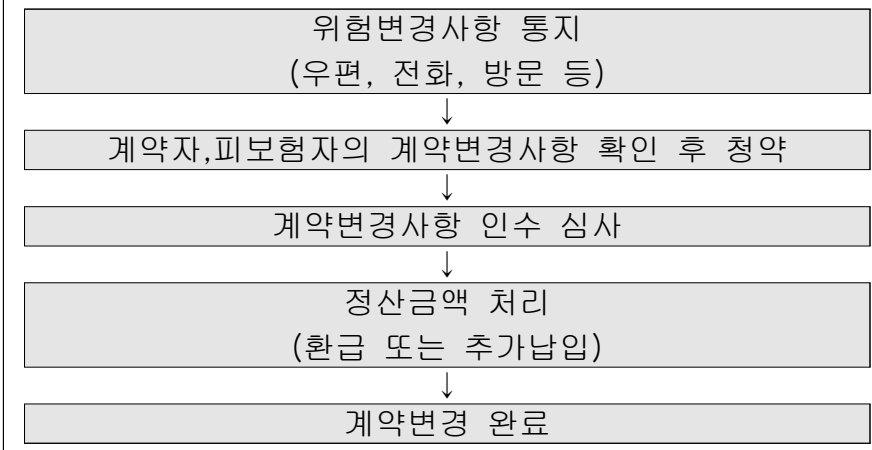 위험변경사항 통지
(우편, 전화, 방문 등)
↓
계약자,피보험자의 계약변경사항 확인 후 청약
↓
계약변경사항 인수 심사
↓
정산금액 처리
(환급 또는 추가납입)
↓
계약변경 완료